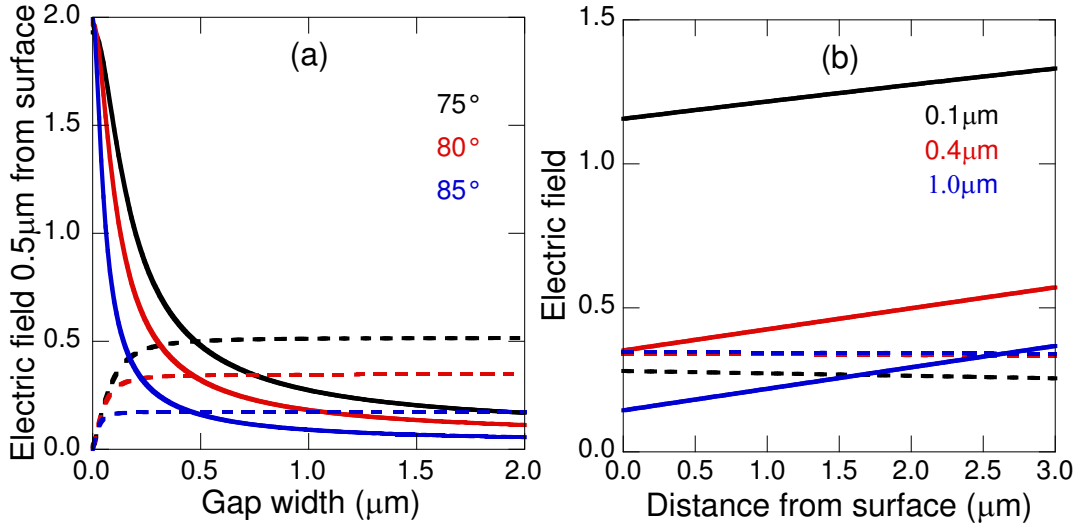 (a)
75°
80°
85°
Electric field 0.5μm from surface
2.0
1.5
1.0
0.5
0.0
0.0 0.5 1.0 1.5 2.0
Gap width (μm)
(b)
0.1μm
0.4μm
1.0μm
Electric field
1.5
1.0
0.5
0.0
0.0 0.5 1.0 1.5 2.0 2.5 3.0
Distance from surface (μm)